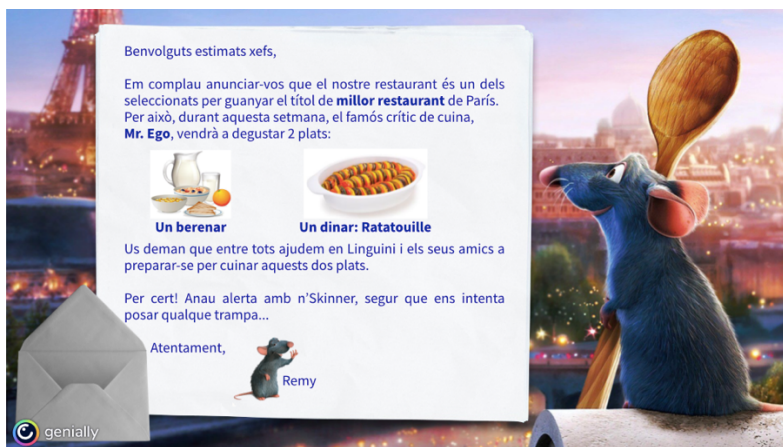 Benvolguts estimats xefs,
Em complau anunciar-vos que el nostre restaurant és un dels
seleccionats per guanyar el títol de millor restaurant de París.
Per això, durant aquesta setmana, el famós crític de cuina,
Mr. Ego, vendrà a degustar 2 plats:
Un berenar
Un dinar: Ratatouille
Us deman que entre tots ajudem en Linguini i els seus amics a
preparar-se per cuinar aquests dos plats.
Per cert! Anau alerta amb n'Skinner, segur que ens intenta
posar qualque trampa...
Atentament,
Remy
genially